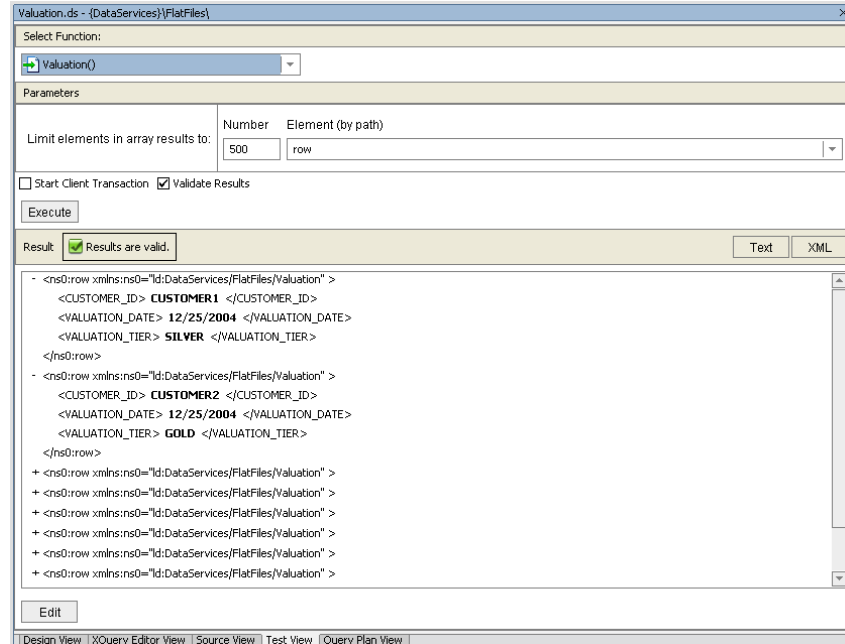 Valuation.ds - {DataServices}\FlatFiles\
Select Function:
Valuation()
Parameters
Limit elements in array results to:
Number Element (by path)
500 row
Start Client Transaction Validate Results
Execute
Result Results are valid. Text XML
- <ns0:row xmlns:ns0="ld:DataServices/FlatFiles/Valuation" >
<CUSTOMER_ID> CUSTOMER1 </CUSTOMER_ID>
<VALUATION_DATE> 12/25/2004 </VALUATION_DATE>
<VALUATION_TIER> SILVER </VALUATION_TIER>
</ns0:row>
- <ns0:row xmlns:ns0="ld:DataServices/FlatFiles/Valuation" >
<CUSTOMER_ID> CUSTOMER2 </CUSTOMER_ID>
<VALUATION_DATE> 12/25/2004 </VALUATION_DATE>
<VALUATION_TIER> GOLD </VALUATION_TIER>
</ns0:row>
+ <ns0:row xmlns:ns0="ld:DataServices/FlatFiles/Valuation" >
+ <ns0:row xmlns:ns0="ld:DataServices/FlatFiles/Valuation" >
+ <ns0:row xmlns:ns0="ld:DataServices/FlatFiles/Valuation" >
+ <ns0:row xmlns:ns0="ld:DataServices/FlatFiles/Valuation" >
+ <ns0:row xmlns:ns0="ld:DataServices/FlatFiles/Valuation" >
+ <ns0:row xmlns:ns0="ld:DataServices/FlatFiles/Valuation" >
Edit
Design View XQuery Editor View Source View Test View Query Plan View